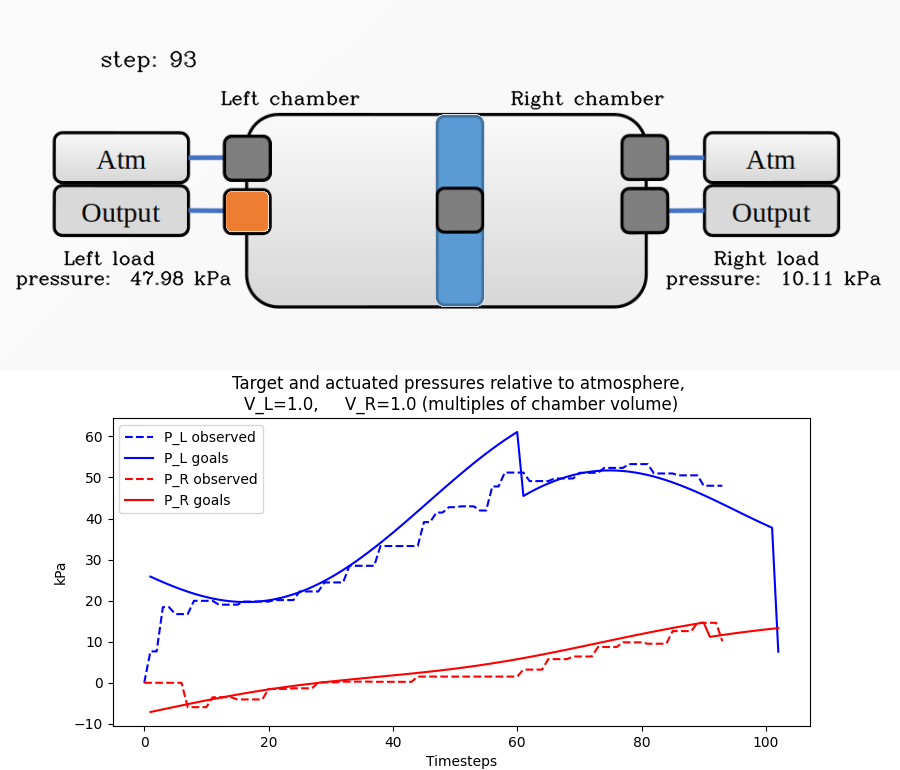 step: 93
Left chamber
Right chamber
Atm
Atm
Output
Output
Left load
pressure: 47.98 kPa
Right load
pressure: 10.11 kPa
Target and actuated pressures relative to atmosphere,
V_L=1.0, V_R=1.0 (multiples of chamber volume)
P_L observed
P_L goals
P_R observed
P_R goals
kPa
60
50
40
30
20
10
0
−10
0 20 40 60 80 100
Timesteps